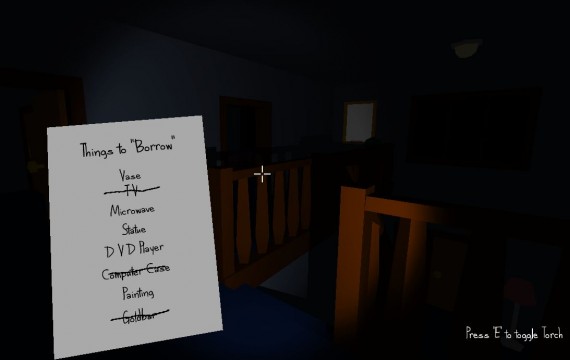 Things to "Borrow"
Vase
TV
Microwave
Statue
DVD Player
Computer Case
Painting
Goldbar
Press 'E' to toggle Torch